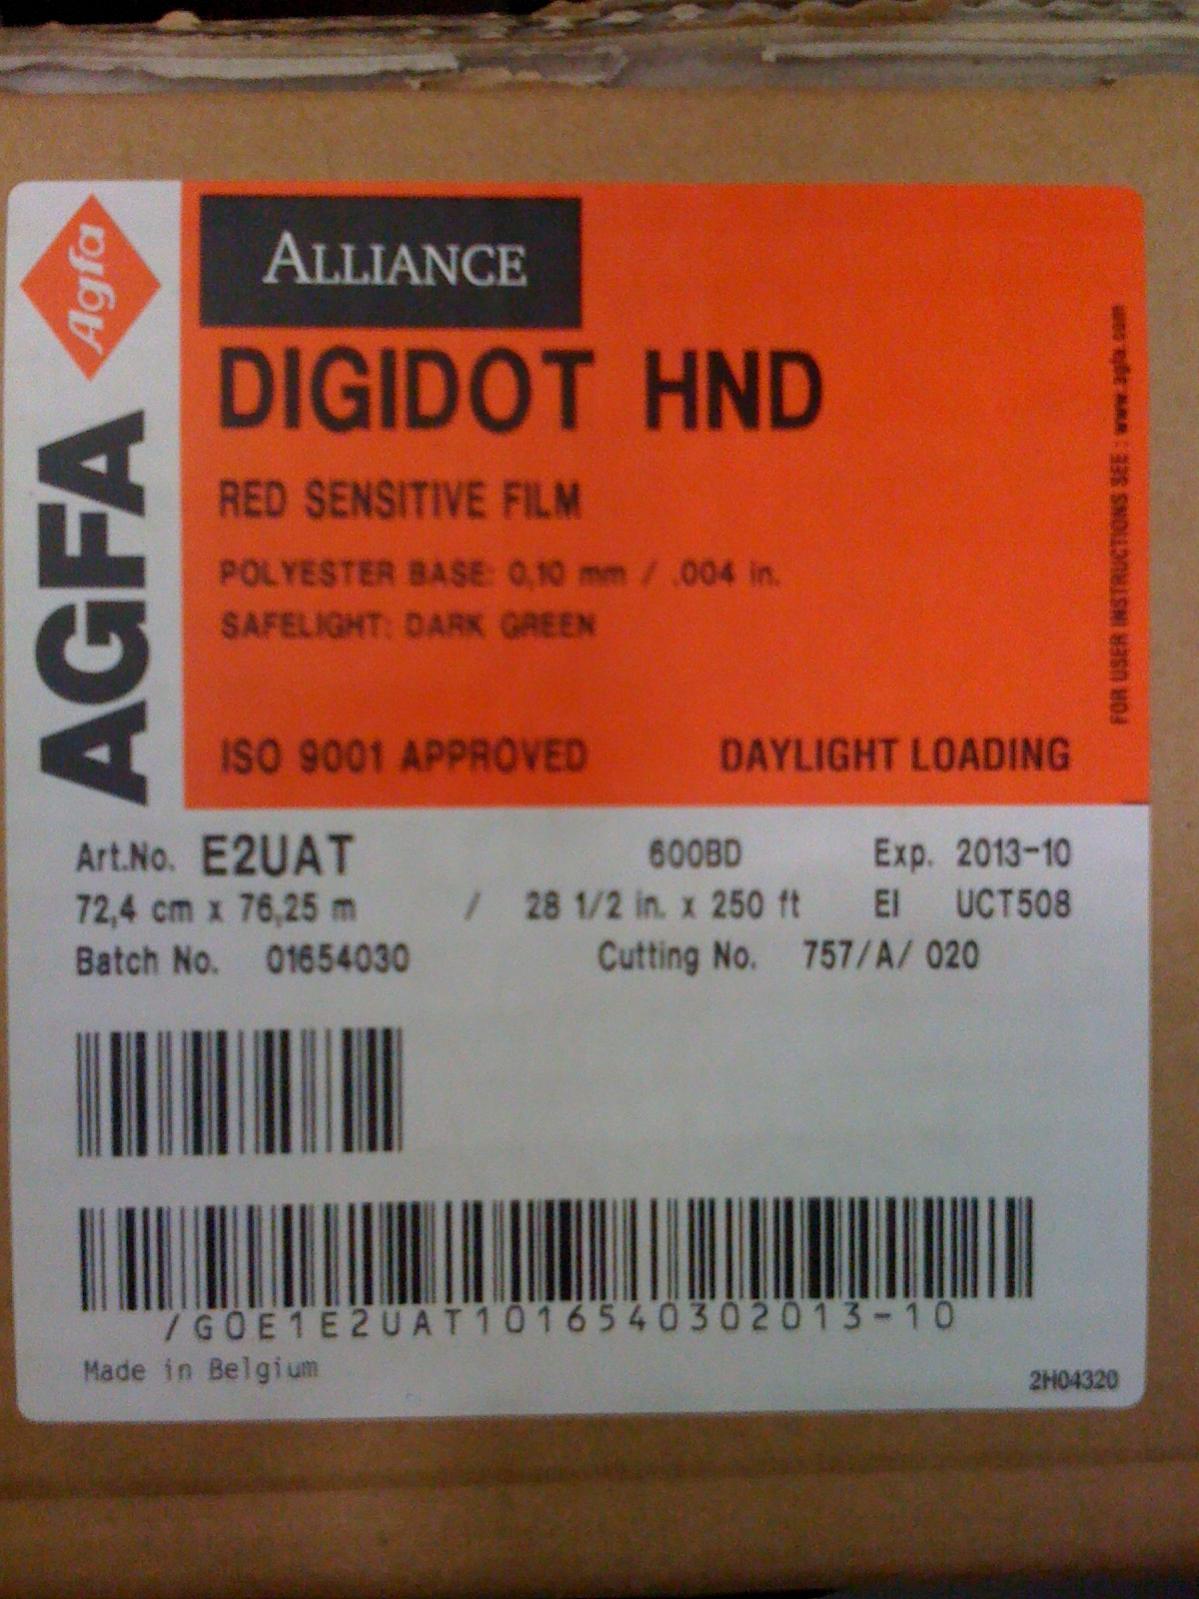 Agfa
AGFA
ALLIANCE
DIGIDOT HND
RED SENSITIVE FILM
POLYESTER BASE: 0,10 mm / .004 in.
SAFELIGHT: DARK GREEN
ISO 9001 APPROVED DAYLIGHT LOADING
FOR USER INSTRUCTIONS SEE : www.agfa.com
Art.No. E2UAT 600BD Exp. 2013-10
72,4 cm x 76,25 m / 28 1/2 in. x 250 ft EI UCT508
Batch No. 01654030 Cutting No. 757/A/ 020
/G0E1E2UAT1016540302013-10
Made in Belgium
2H04320